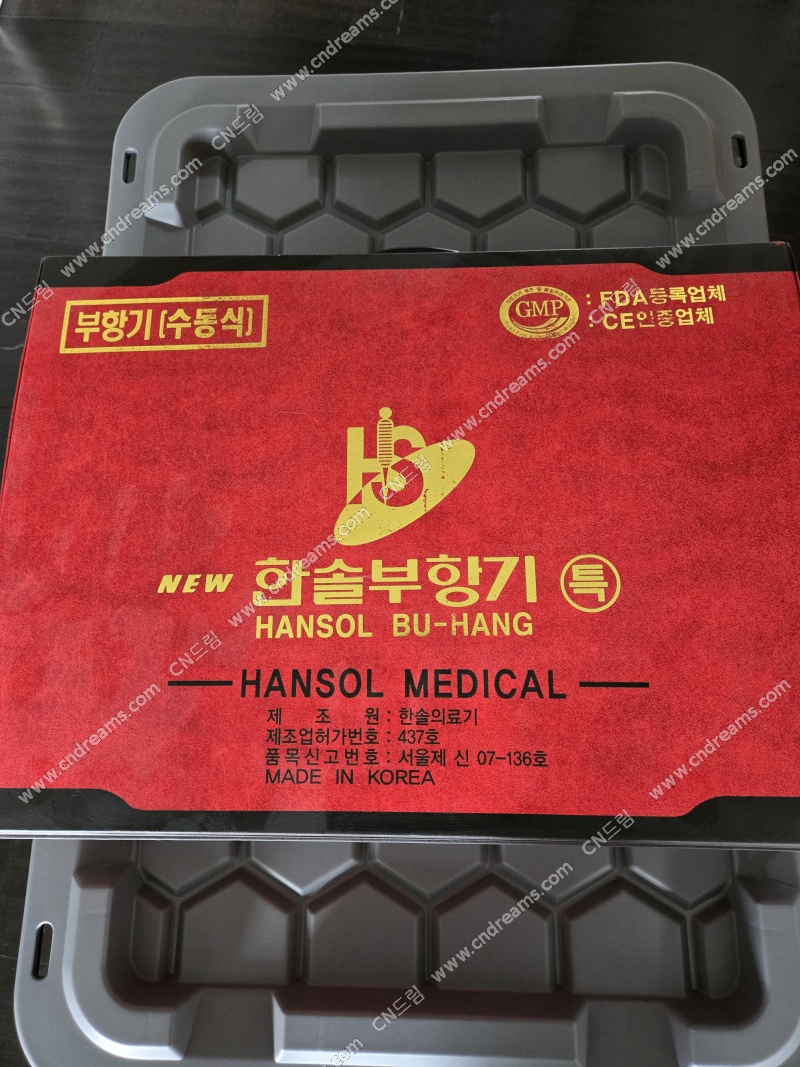 부항기(수동식)
GMP
: FDA등록업체
: CE인증업체
HS
NEW 한솔부항기 특
HANSOL BU-HANG
HANSOL MEDICAL
제 조 원 : 한솔의료기
제조업허가번호 : 437호
품목신고번호 : 서울제 신 07-136호
MADE IN KOREA
CN드림 www.cndreams.com